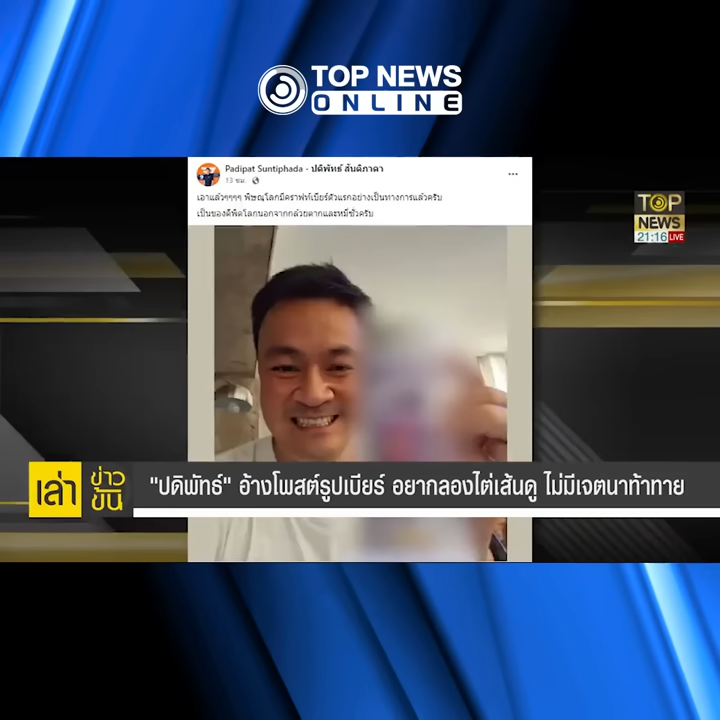 TOP NEWS
ONLINE
Padipat Suntiphada - ปดิพัทธ์ สันติภาดา
13 ชม.
เอาแล้วๆๆๆๆ พิษณุโลกมีคราฟท์เบียร์ตัวแรกอย่างเป็นทางการแล้วครับ
เป็นของดีพิดโลกนอกจากกล้วยตากและหมี่ซั่วครับ
TOP
NEWS
21:16 LIVE
เล่า ข่าว ข้น
"ปดิพัทธ์" อ้างโพสต์รูปเบียร์ อยากลองไต่เส้นดู ไม่มีเจตนาท้าทาย